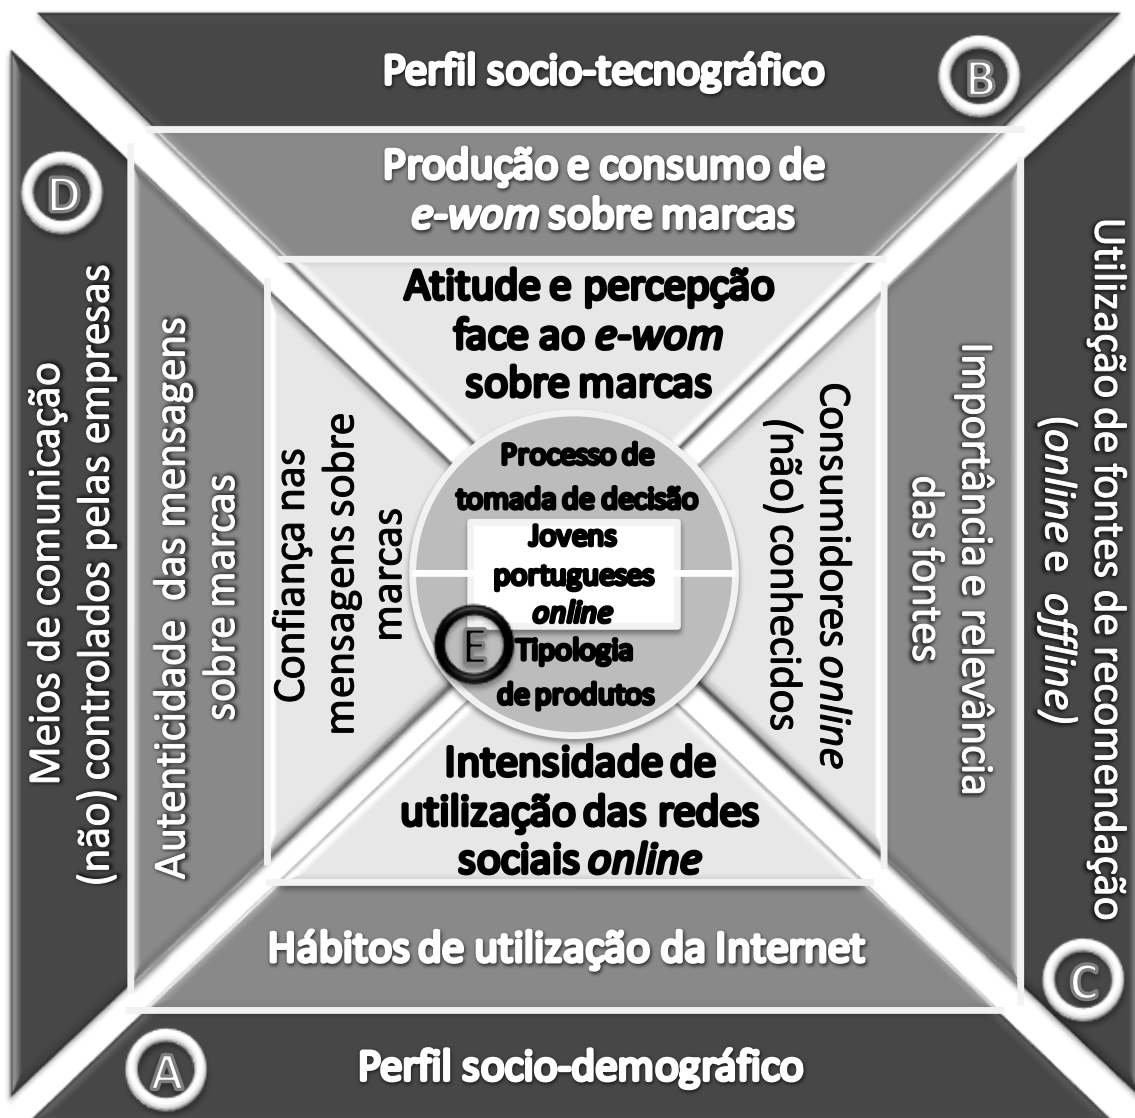 Perfil socio-tecnográfico
B
Produção e consumo de
e-wom sobre marcas
Atitude e percepção
face ao e-wom
sobre marcas
D
Meios de comunicação
(não) controlados pelas empresas
Autenticidade das mensagens
sobre marcas
Confiança nas
mensagens sobre
marcas
Processo de
tomada de decisão
Jovens
portugueses
online
E
Tipologia
de produtos
Consumidores online
(não) conhecidos
Importância e relevância
das fontes
Utilização de fontes de recomendação
(online e offline)
C
Intensidade de
utilização das redes
sociais online
Hábitos de utilização da Internet
A
Perfil socio-demográfico